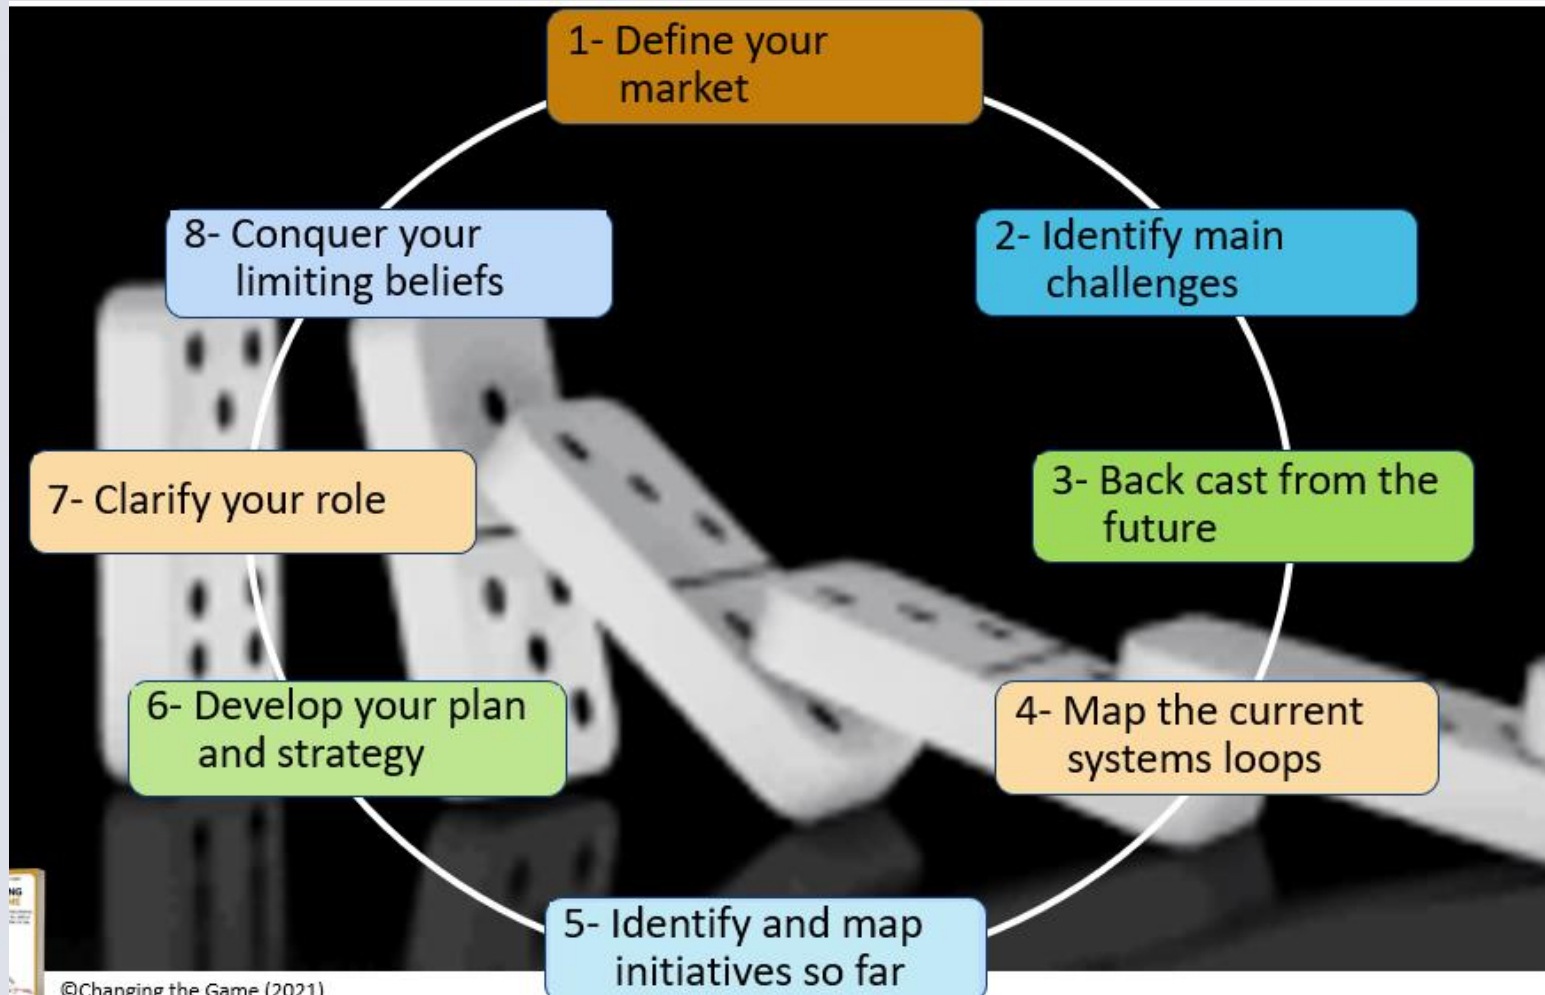 1- Define your
market
2- Identify main
challenges
3- Back cast from the
future
4- Map the current
systems loops
5- Identify and map
initiatives so far
6- Develop your plan
and strategy
7- Clarify your role
8- Conquer your
limiting beliefs
©Changing the Game (2021)